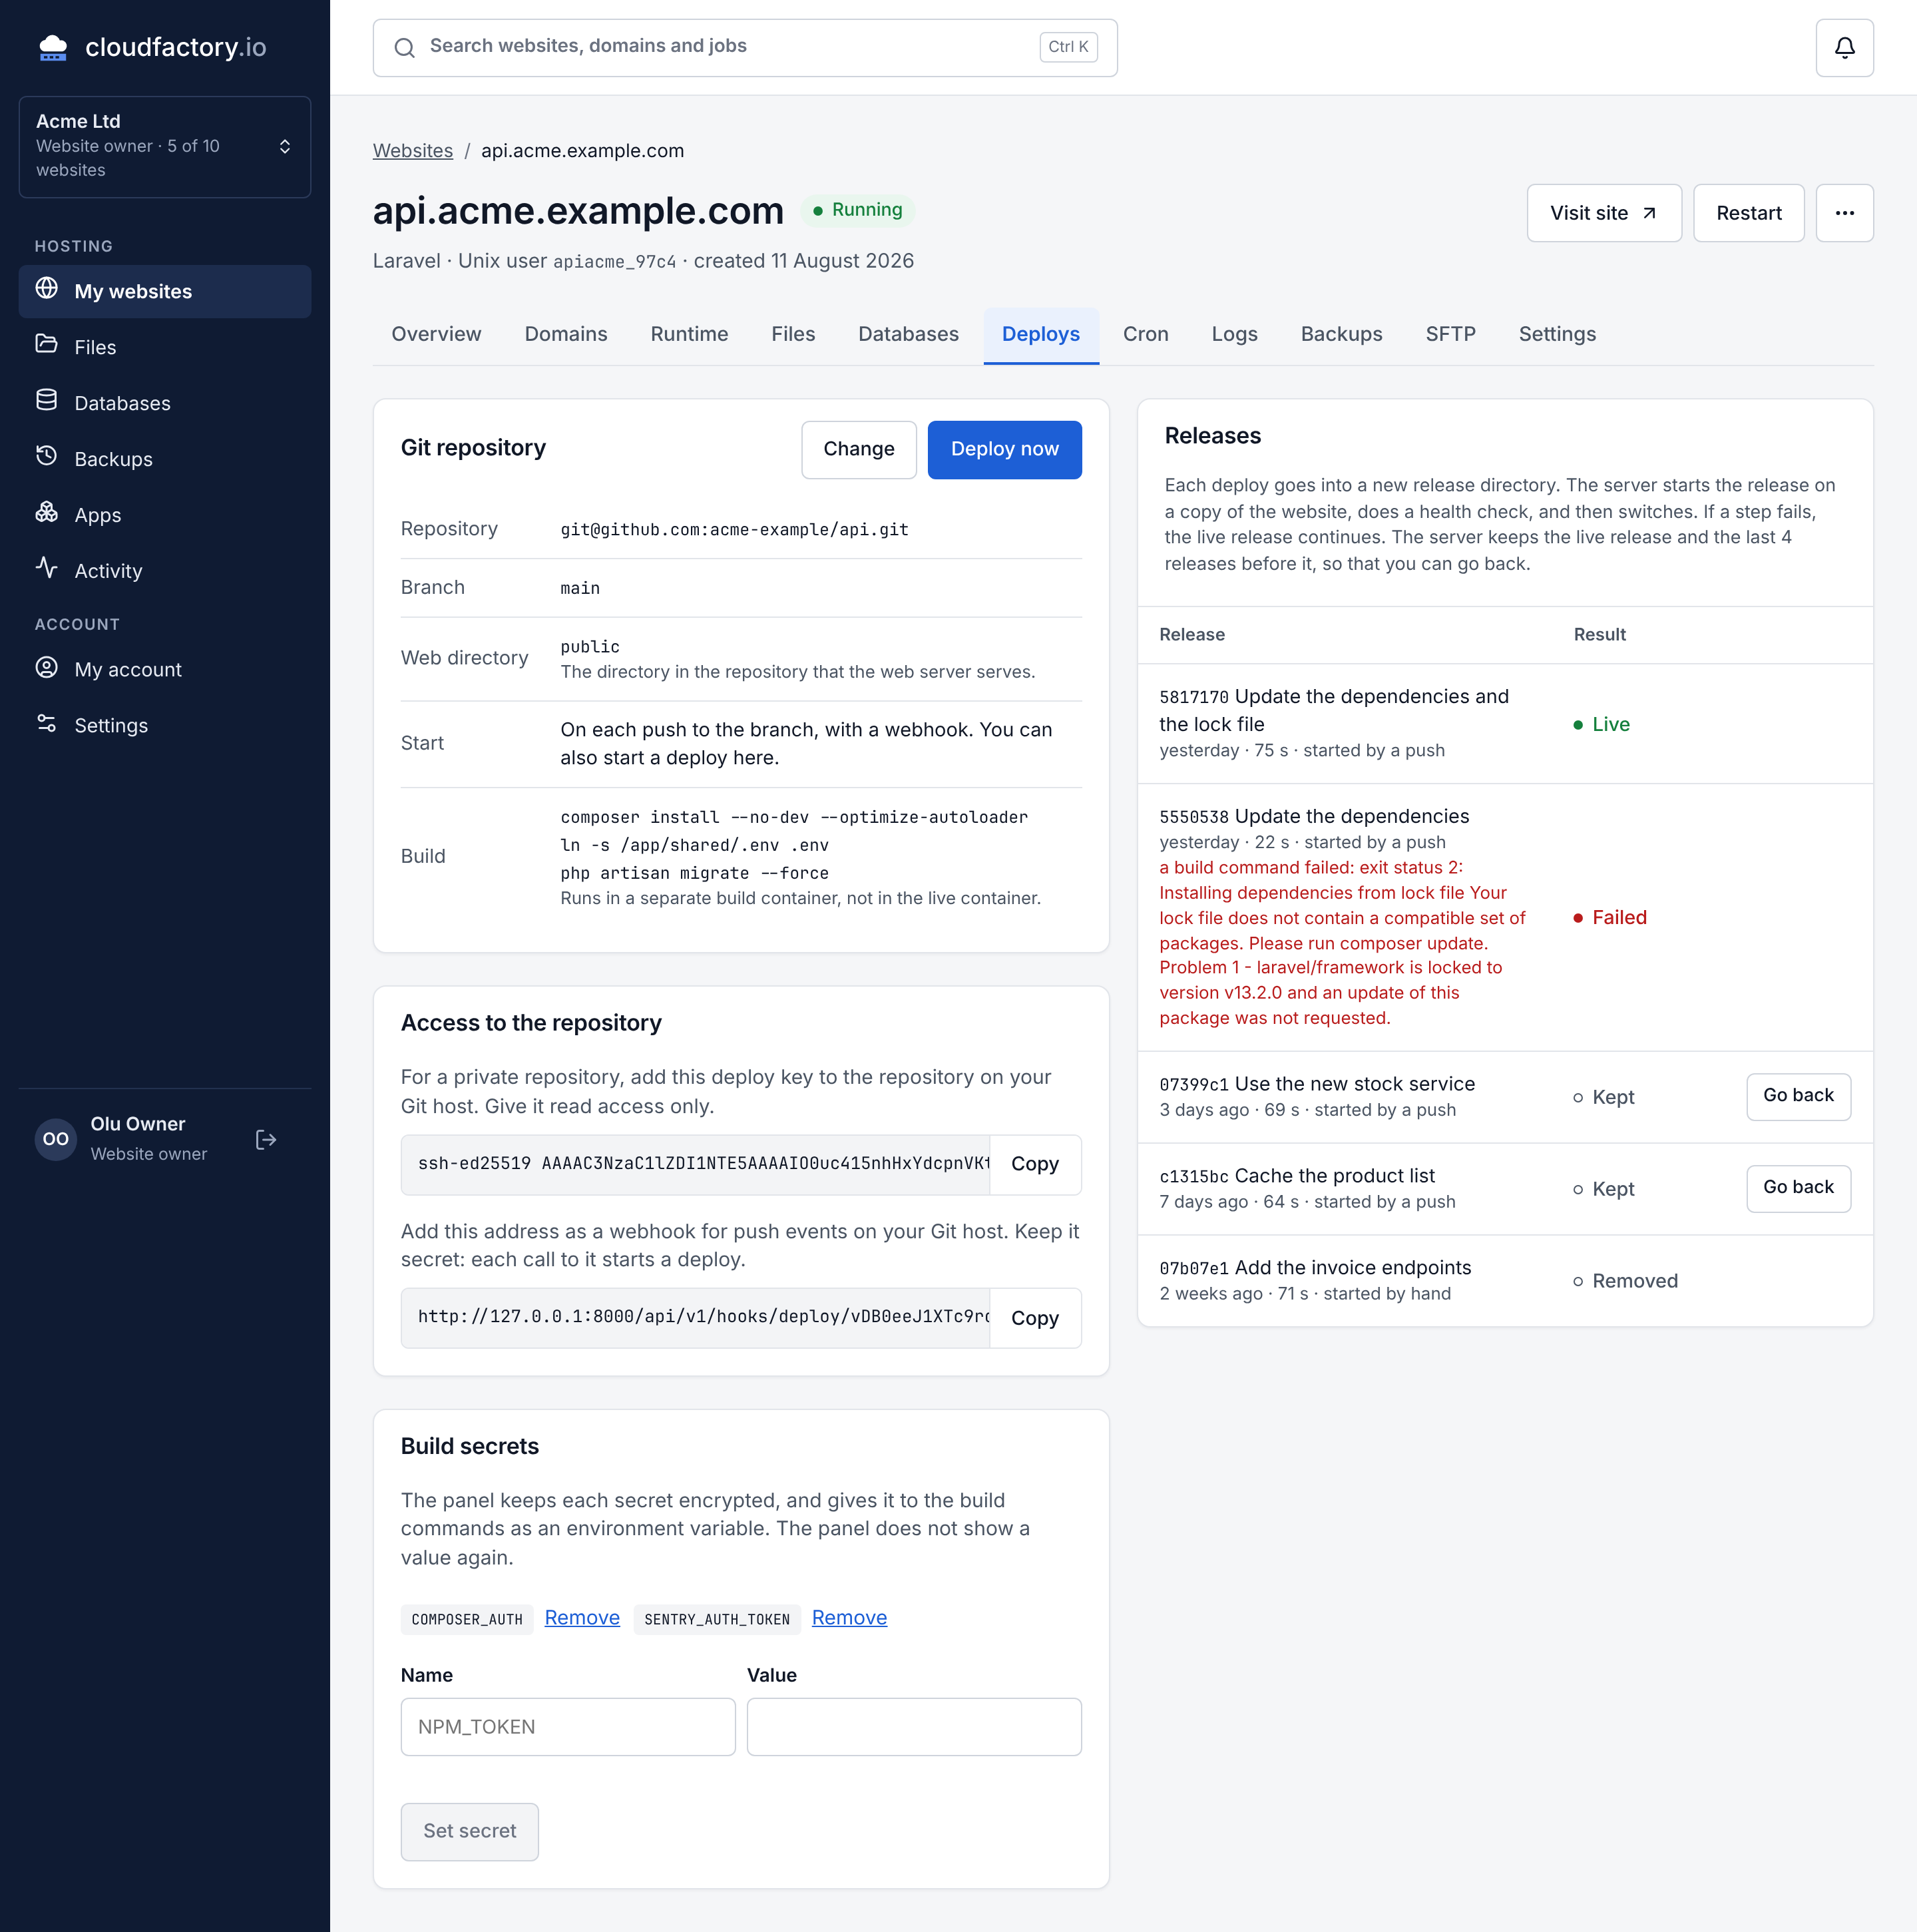 cloudfactory.io
Acme Ltd
Website owner · 5 of 10
websites
HOSTING
My websites
Files
Databases
Backups
Apps
Activity
ACCOUNT
My account
Settings
OO
Olu Owner
Website owner
Search websites, domains and jobs
Ctrl K
Websites / api.acme.example.com
api.acme.example.com
Running
Visit site
Restart
Laravel · Unix user apiacme_97c4 · created 11 August 2026
Overview
Domains
Runtime
Files
Databases
Deploys
Cron
Logs
Backups
SFTP
Settings
Git repository
Change
Deploy now
Repository
git@github.com:acme-example/api.git
Branch
main
Web directory
public
The directory in the repository that the web server serves.
Start
On each push to the branch, with a webhook. You can
also start a deploy here.
Build
composer install --no-dev --optimize-autoloader
ln -s /app/shared/.env .env
php artisan migrate --force
Runs in a separate build container, not in the live container.
Access to the repository
For a private repository, add this deploy key to the repository on your
Git host. Give it read access only.
ssh-ed25519 AAAAC3NzaC1lZDI1NTE5AAAAIO0uc415nhHxYdcpnVKt
Copy
Add this address as a webhook for push events on your Git host. Keep it
secret: each call to it starts a deploy.
http://127.0.0.1:8000/api/v1/hooks/deploy/vDB0eeJ1XTc9r
Copy
Build secrets
The panel keeps each secret encrypted, and gives it to the build
commands as an environment variable. The panel does not show a
value again.
COMPOSER_AUTH
Remove
SENTRY_AUTH_TOKEN
Remove
Name
Value
NPM_TOKEN
Set secret
Releases
Each deploy goes into a new release directory. The server starts the release on
a copy of the website, does a health check, and then switches. If a step fails,
the live release continues. The server keeps the live release and the last 4
releases before it, so that you can go back.
Release
Result
5817170 Update the dependencies and
the lock file
yesterday · 75 s · started by a push
Live
5550538 Update the dependencies
yesterday · 22 s · started by a push
a build command failed: exit status 2:
Installing dependencies from lock file Your
lock file does not contain a compatible set of
packages. Please run composer update.
Problem 1 - laravel/framework is locked to
version v13.2.0 and an update of this
package was not requested.
Failed
07399c1 Use the new stock service
3 days ago · 69 s · started by a push
Kept
Go back
c1315bc Cache the product list
7 days ago · 64 s · started by a push
Kept
Go back
07b07e1 Add the invoice endpoints
2 weeks ago · 71 s · started by hand
Removed